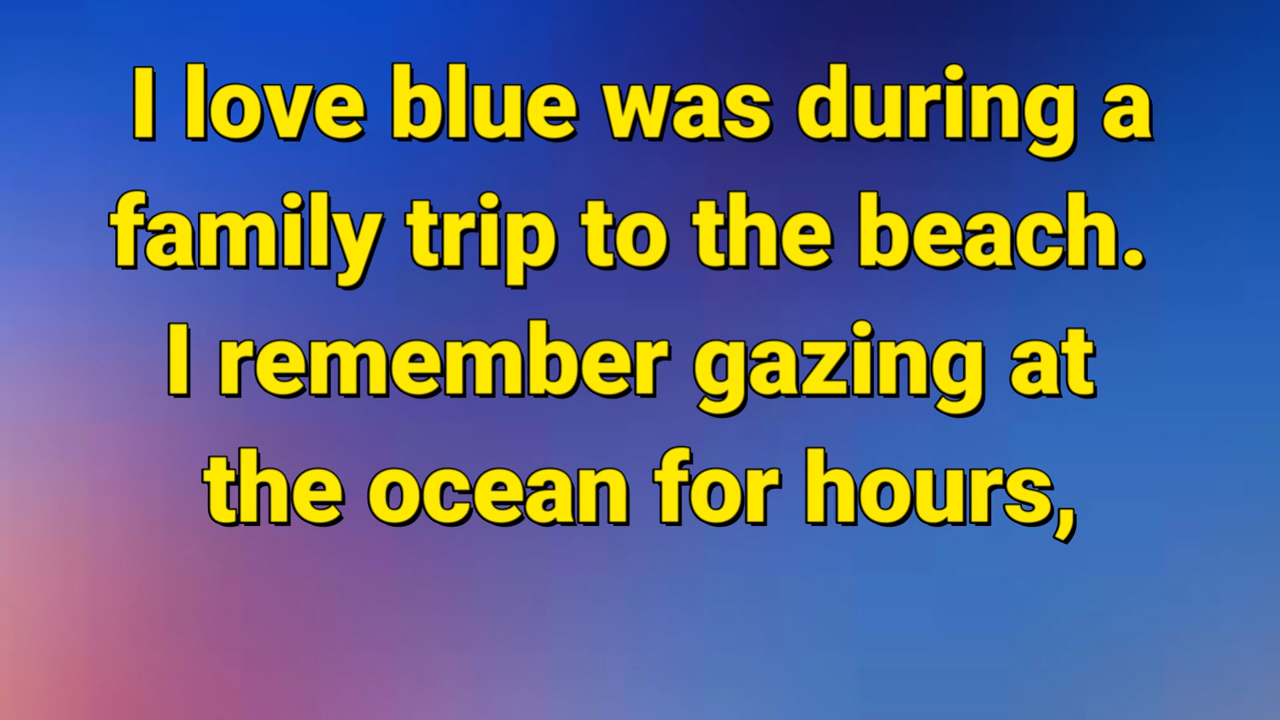 I love blue was during a
family trip to the beach.
I remember gazing at
the ocean for hours,